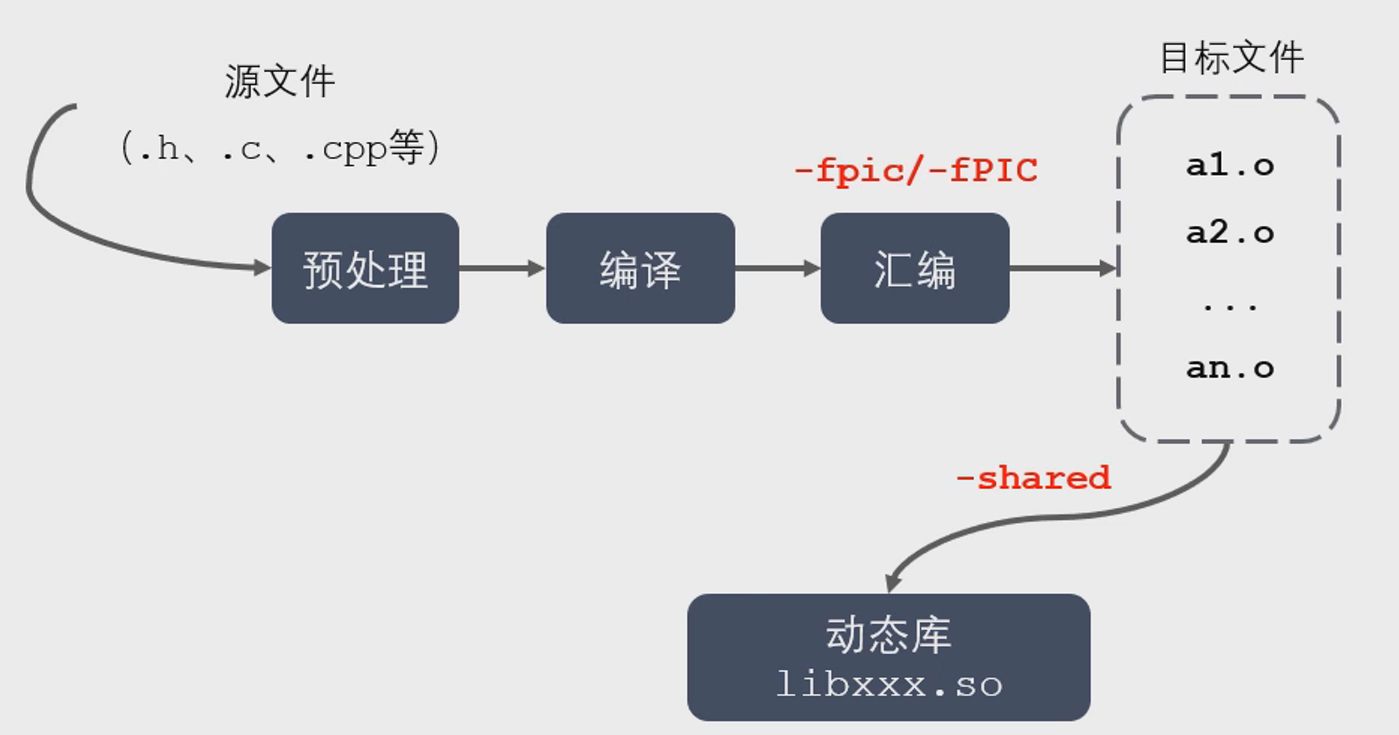 源文件
（.h、.c、.cpp等）
目标文件
-fpic/-fPIC
预处理
编译
汇编
a1.o
a2.o
...
an.o
-shared
动态库
libxxx.so